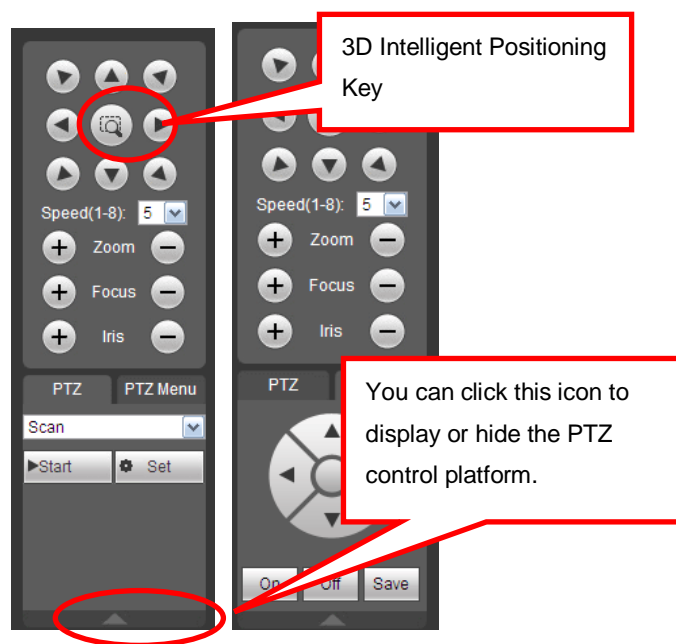 3D Intelligent Positioning
Key
Speed(1-8): 5
Zoom
Focus
Iris
PTZ PTZ Menu
Scan
Start Set
Speed(1-8): 5
Zoom
Focus
Iris
PTZ
You can click this icon to
display or hide the PTZ
control platform.
On Off Save